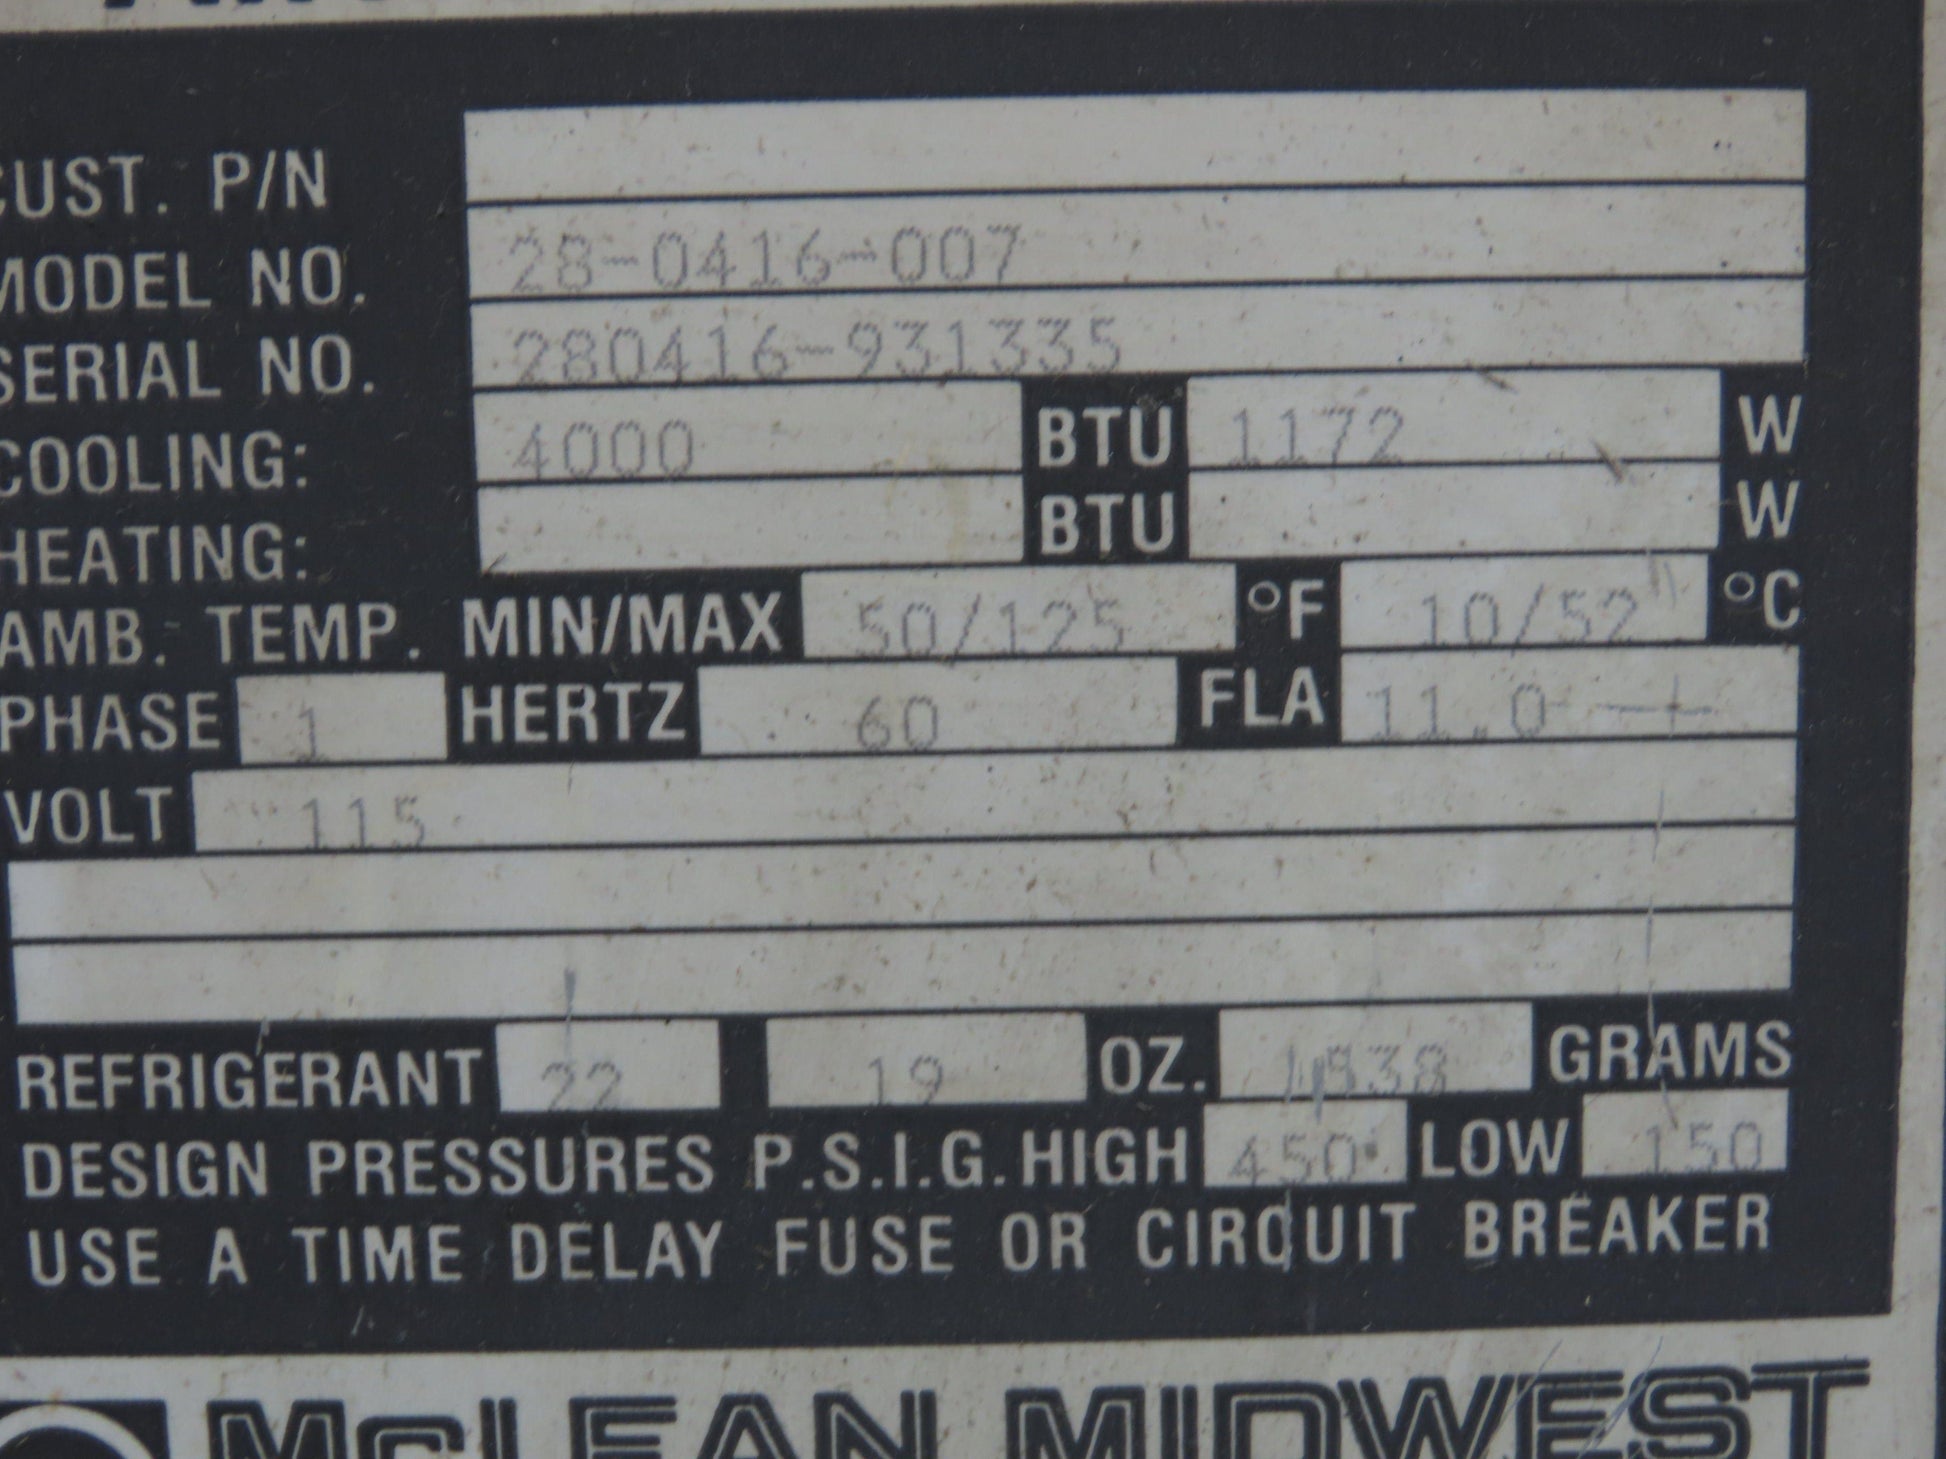 CUST. P/N
MODEL NO. 28-0416-007
SERIAL NO. 280416-931335
COOLING: 4000 BTU 1172 W
HEATING: BTU W
AMB. TEMP. MIN/MAX 50/125 °F 10/52 °C
PHASE 1 HERTZ 60 FLA 11.0
VOLT 115
REFRIGERANT 22 19 OZ. GRAMS
DESIGN PRESSURES P.S.I.G. HIGH 450 LOW 150
USE A TIME DELAY FUSE OR CIRCUIT BREAKER
McLEAN MIDWEST